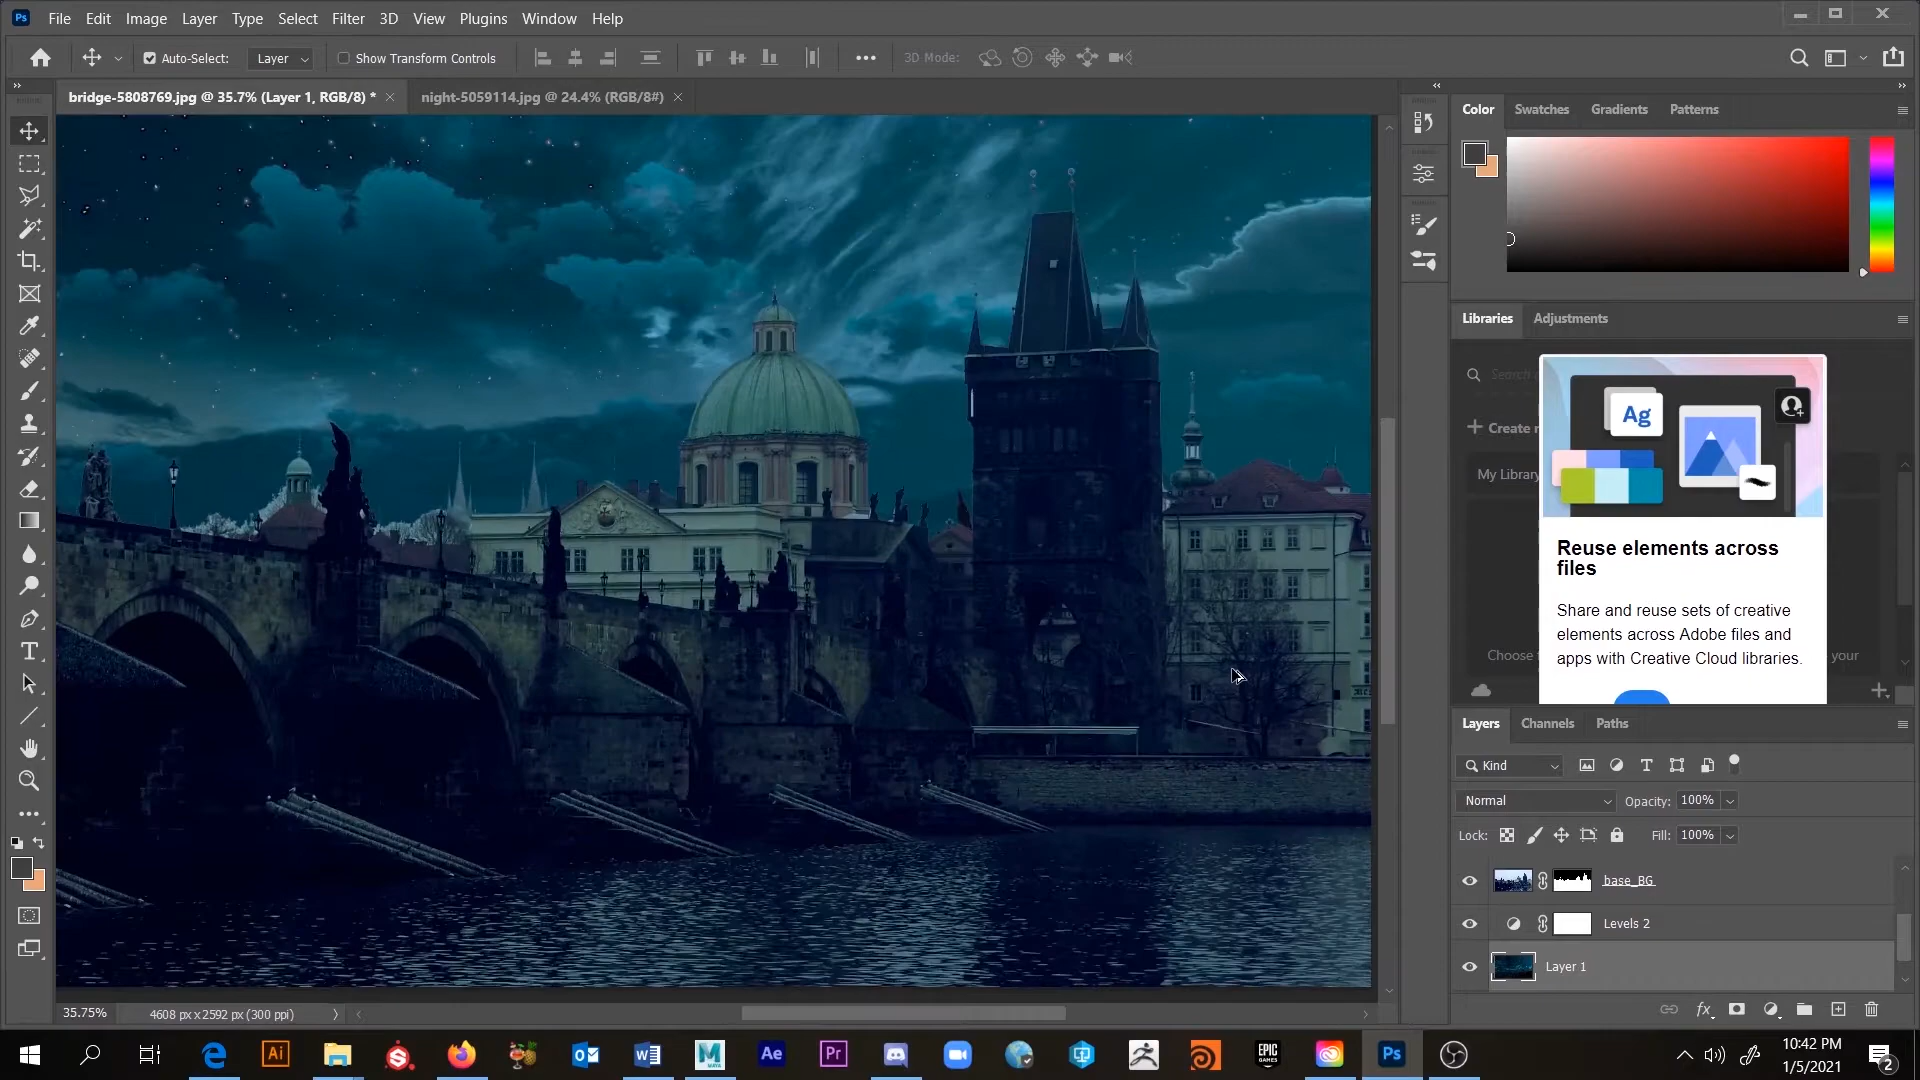 Ps File Edit Image Layer Type Select Filter 3D View Plugins Window Help
Auto-Select: Layer Show Transform Controls 3D Mode:
bridge-5808769.jpg @ 35.7% (Layer 1, RGB/8) * night-5059114.jpg @ 24.4% (RGB/8#)
Color Swatches Gradients Patterns
Libraries Adjustments
Search
Create
My Library
Ag
Reuse elements across
files
Share and reuse sets of creative
elements across Adobe files and
apps with Creative Cloud libraries.
Choose your
Layers Channels Paths
Kind
Normal Opacity: 100%
Lock: Fill: 100%
base_BG
Levels 2
Layer 1
35.75% 4608 px x 2592 px (300 ppi)
Ai Ae Pr EPIC GAMES Ps
10:42 PM
1/5/2021
2